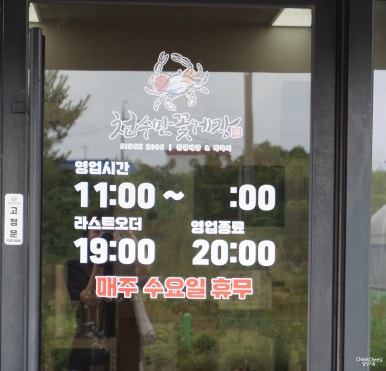 천수만 꽃게장
SINCE 2005 |
영업시간
11:00 ~ :00
라스트오더 영업종료
19:00 20:00
매주 수요일 휴무
고정문